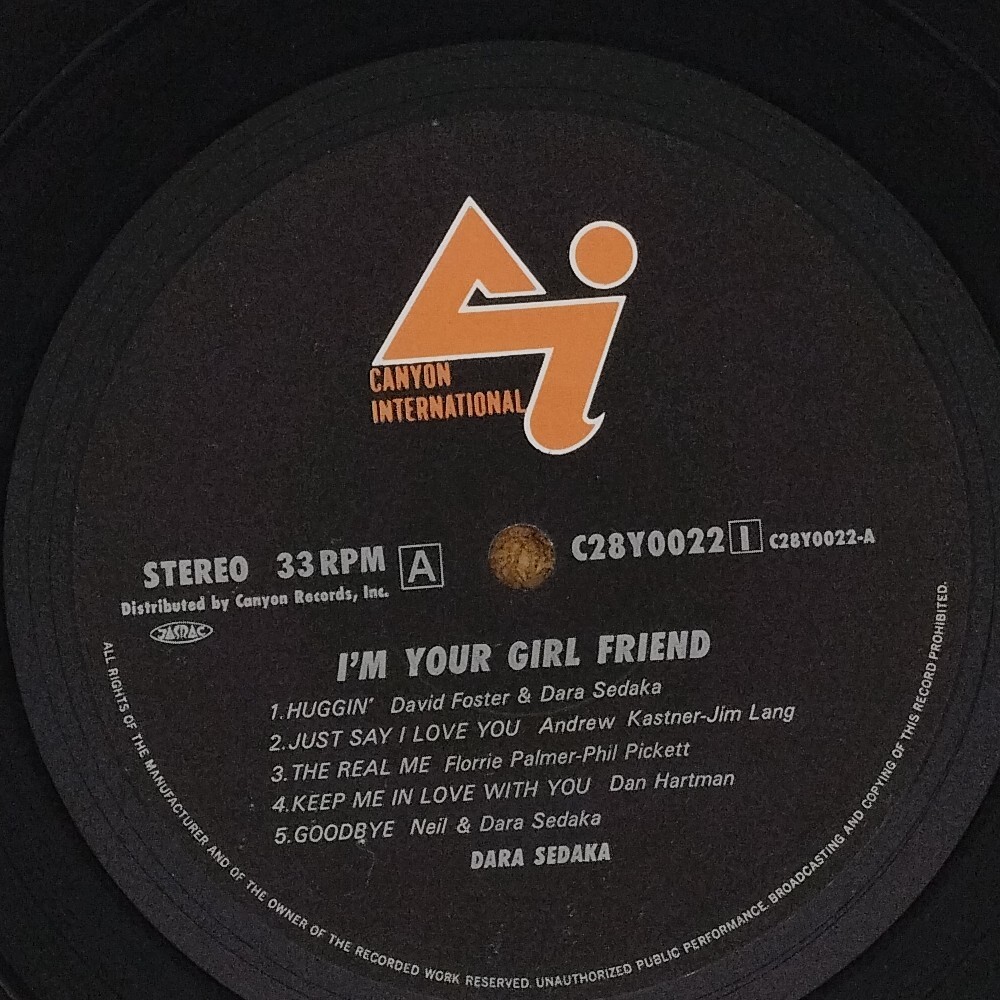 CANYON
INTERNATIONAL
STEREO 33RPM A
C28Y0022 1 C28Y0022-A
Distributed by Canyon Records, Inc.
JASRAC
I'M YOUR GIRL FRIEND
1.HUGGIN' David Foster & Dara Sedaka
2.JUST SAY I LOVE YOU Andrew Kastner-Jim Lang
3.THE REAL ME Florrie Palmer-Phil Pickett
4.KEEP ME IN LOVE WITH YOU Dan Hartman
5.GOODBYE Neil & Dara Sedaka
DARA SEDAKA
ALL RIGHTS OF THE MANUFACTURER AND OF THE OWNER OF THE RECORDED WORK RESERVED. UNAUTHORIZED PUBLIC PERFORMANCE. BROADCASTING AND COPYING OF THIS RECORD PROHIBITED.